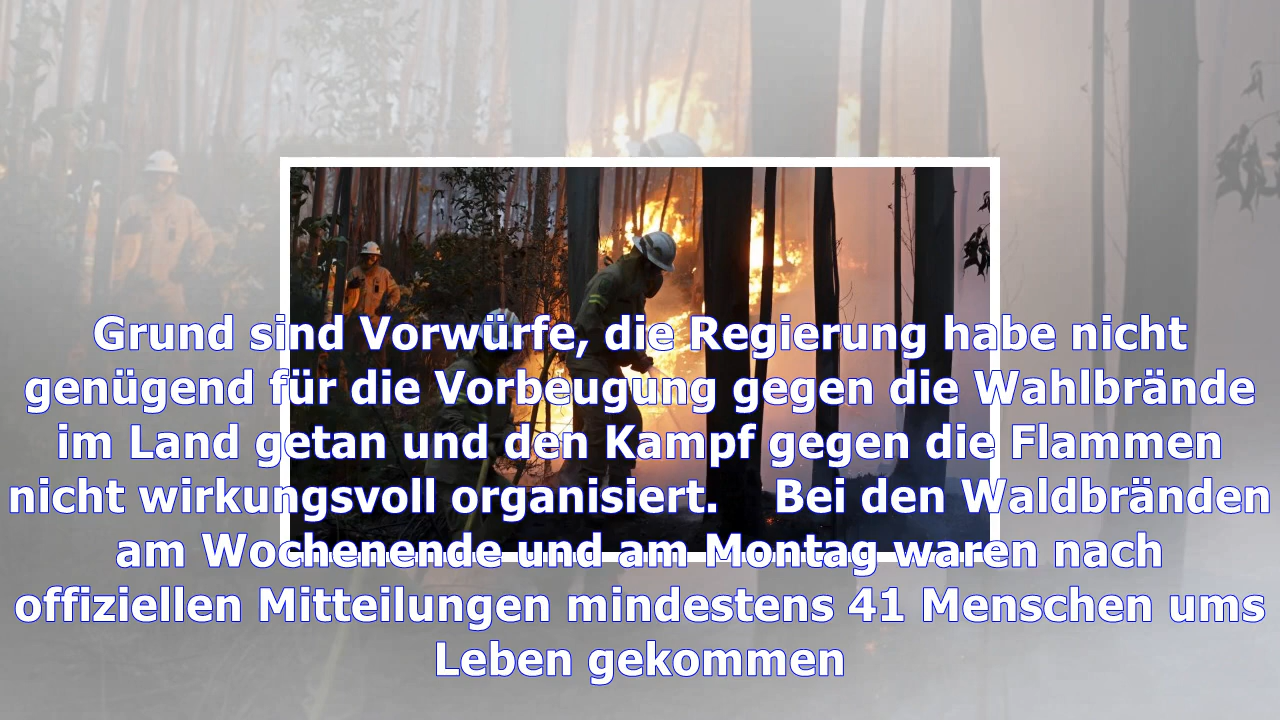 Grund sind Vorwürfe, die Regierung habe nicht
genügend für die Vorbeugung gegen die Wahlbrände
im Land getan und den Kampf gegen die Flammen
nicht wirkungsvoll organisiert.    Bei den Waldbränden
am Wochenende und am Montag waren nach
offiziellen Mitteilungen mindestens 41 Menschen ums
Leben gekommen